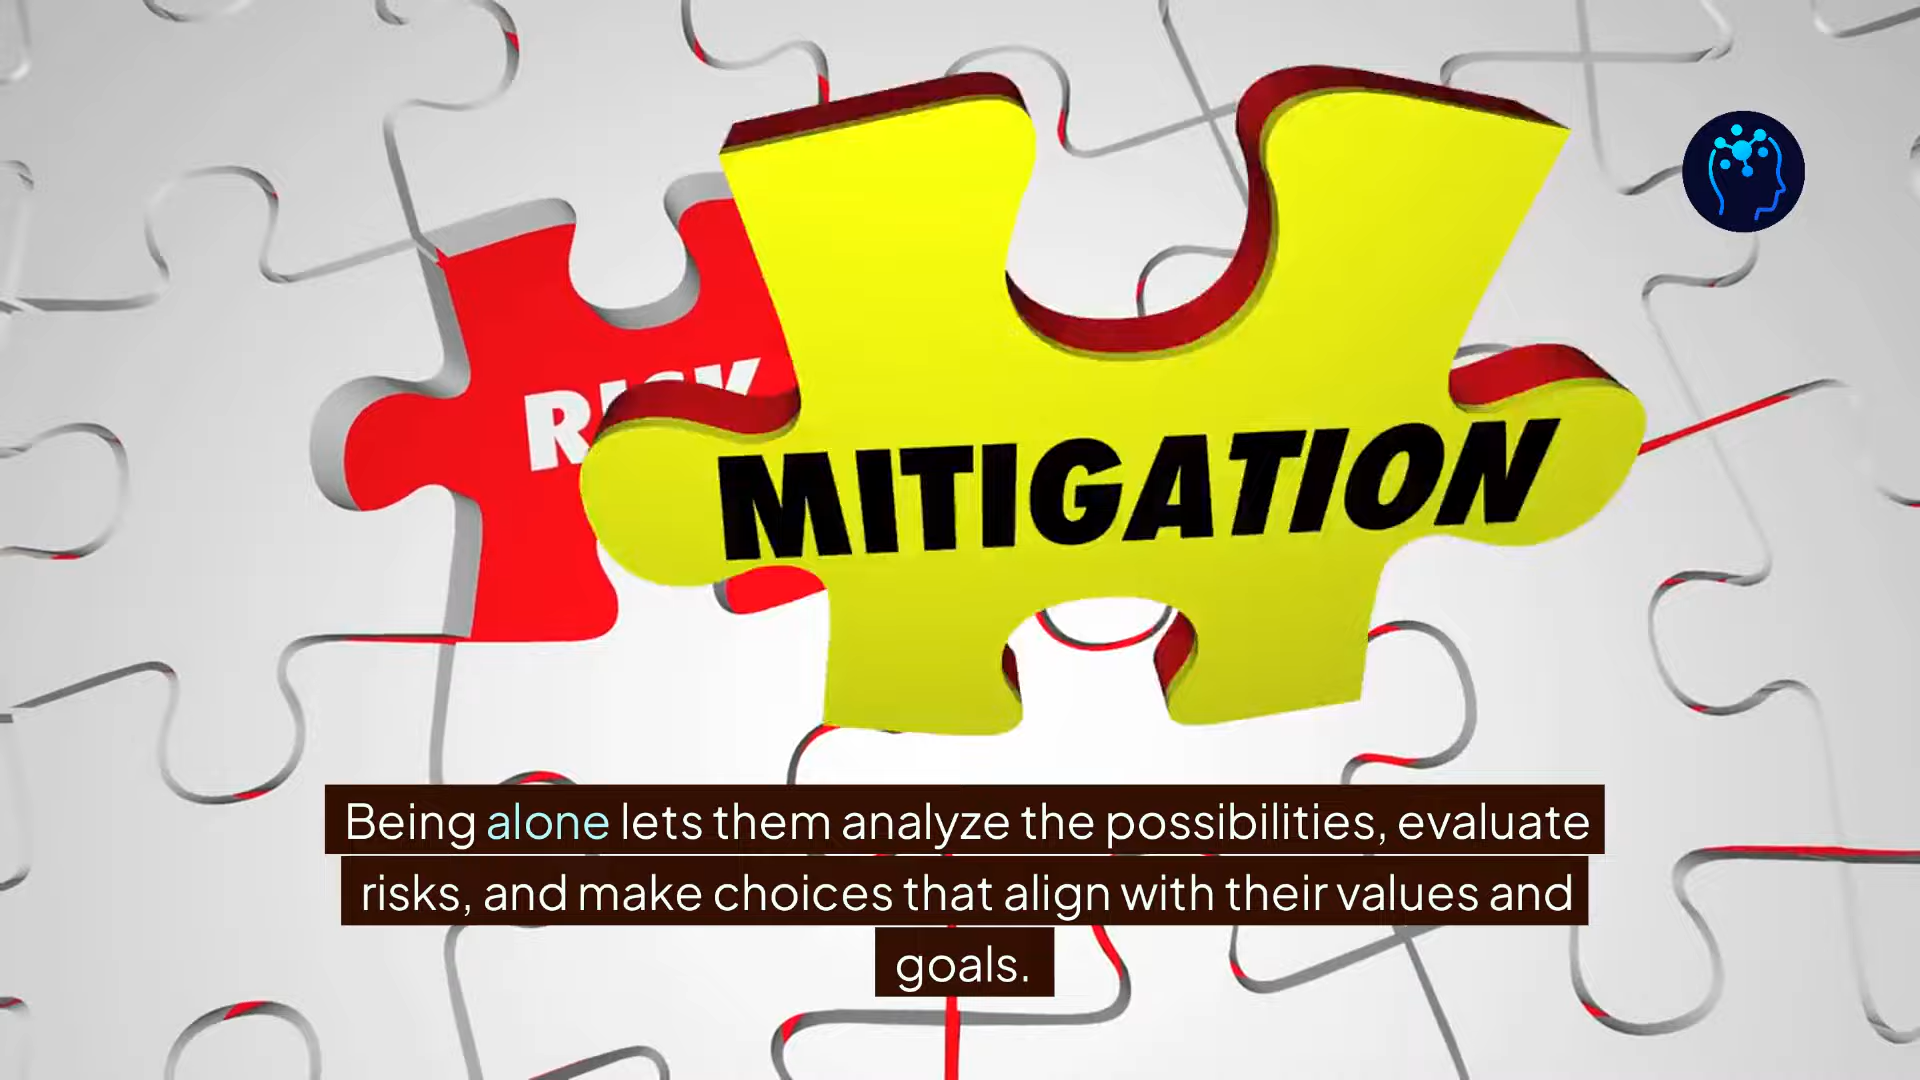 RISK
MITIGATION
Being alone lets them analyze the possibilities, evaluate
risks, and make choices that align with their values and
goals.